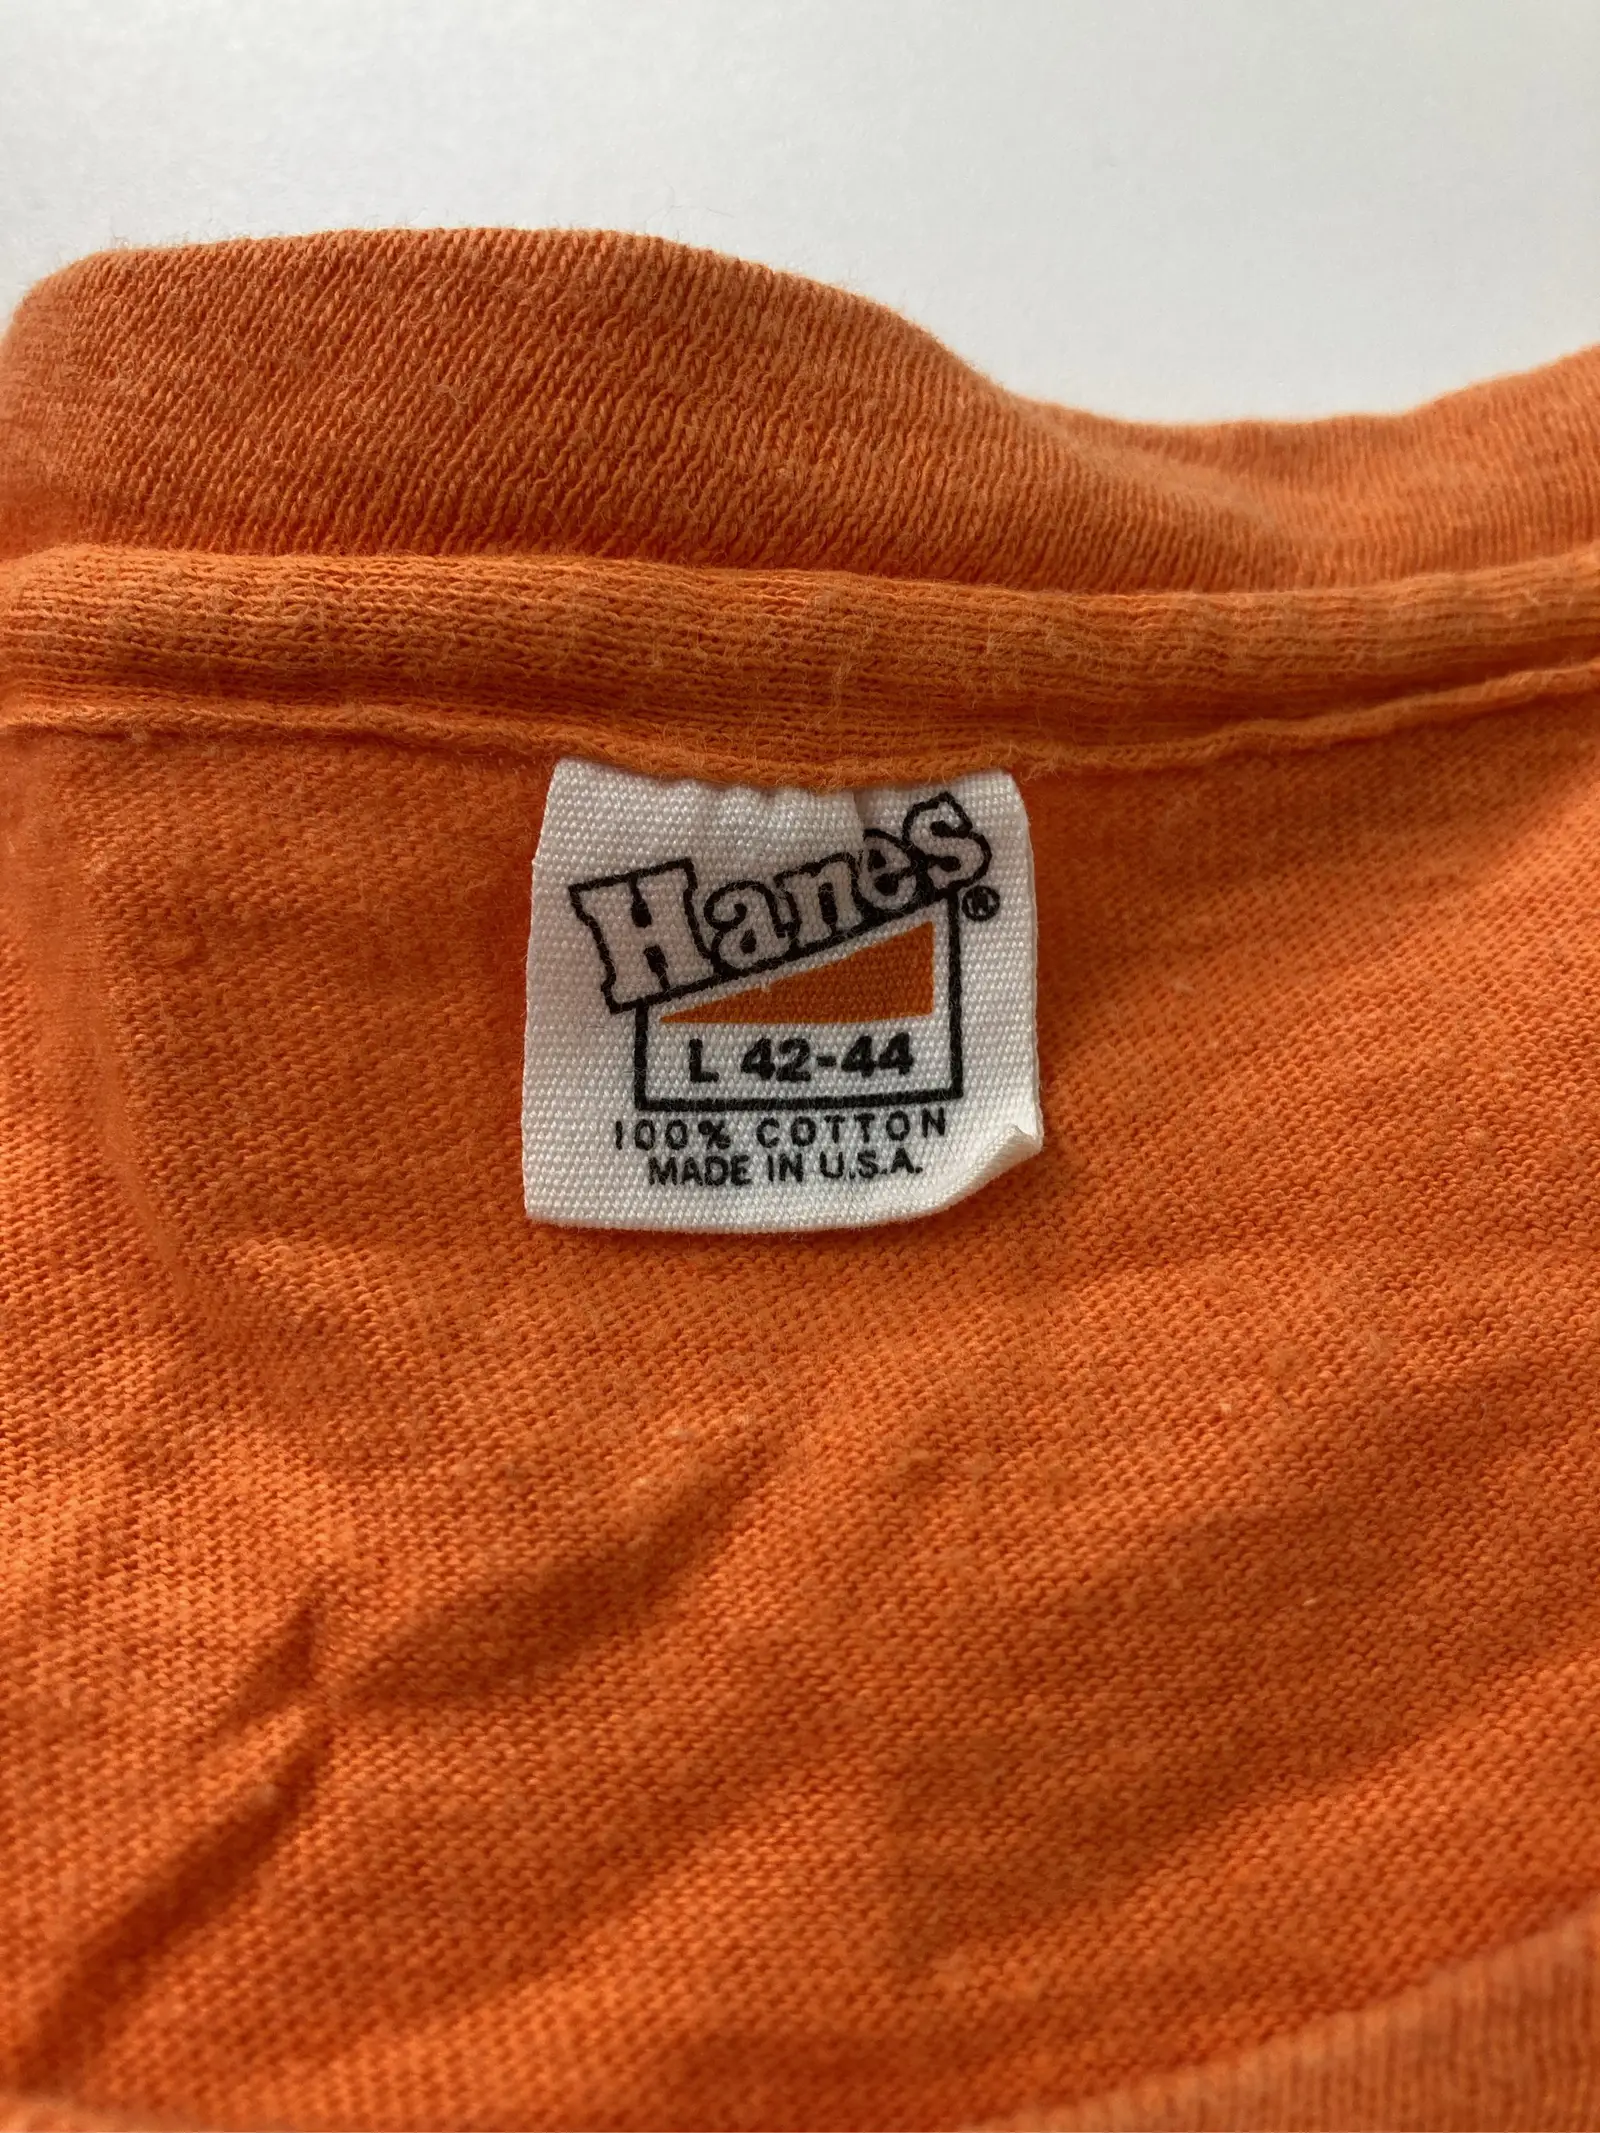 Hanes®
L 42-44
100% COTTON
MADE IN U.S.A.